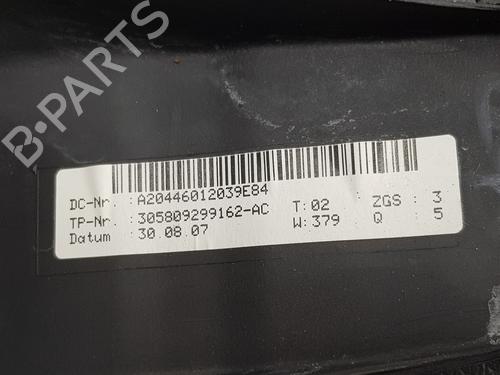 B-PARTS
DC-Nr. :A20446012039E84
TP-Nr. :305809299162-AC T:02 ZGS : 3
Datum :30.08.07 W:379 Q : 5